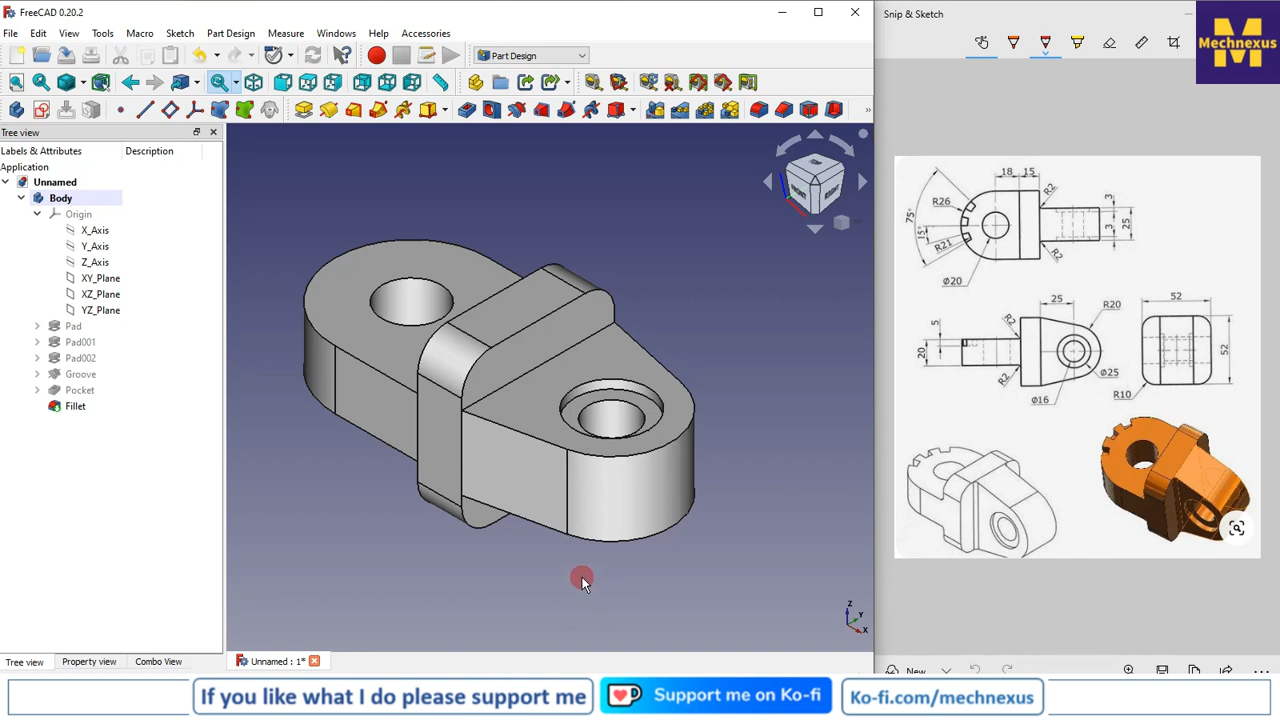 FreeCAD 0.20.2
File Edit View Tools Macro Sketch Part Design Measure Windows Help Accessories
Part Design
Tree view
Labels & Attributes Description
Application
Unnamed
Body
Origin
X_Axis
Y_Axis
Z_Axis
XY_Plane
XZ_Plane
YZ_Plane
Pad
Pad001
Pad002
Groove
Pocket
Fillet
Tree view Property view Combo View
Unnamed : 1*
FRONT RIGHT
Z
Y
X
Snip & Sketch
Mechnexus
18 15
R2
3
R26
75°
15°
3
25
R21
R2
Ø20
25
R20
52
R2
5
20
52
R2
Ø25
Ø16
R10
New
If you like what I do please support me
Support me on Ko-fi
Ko-fi.com/mechnexus